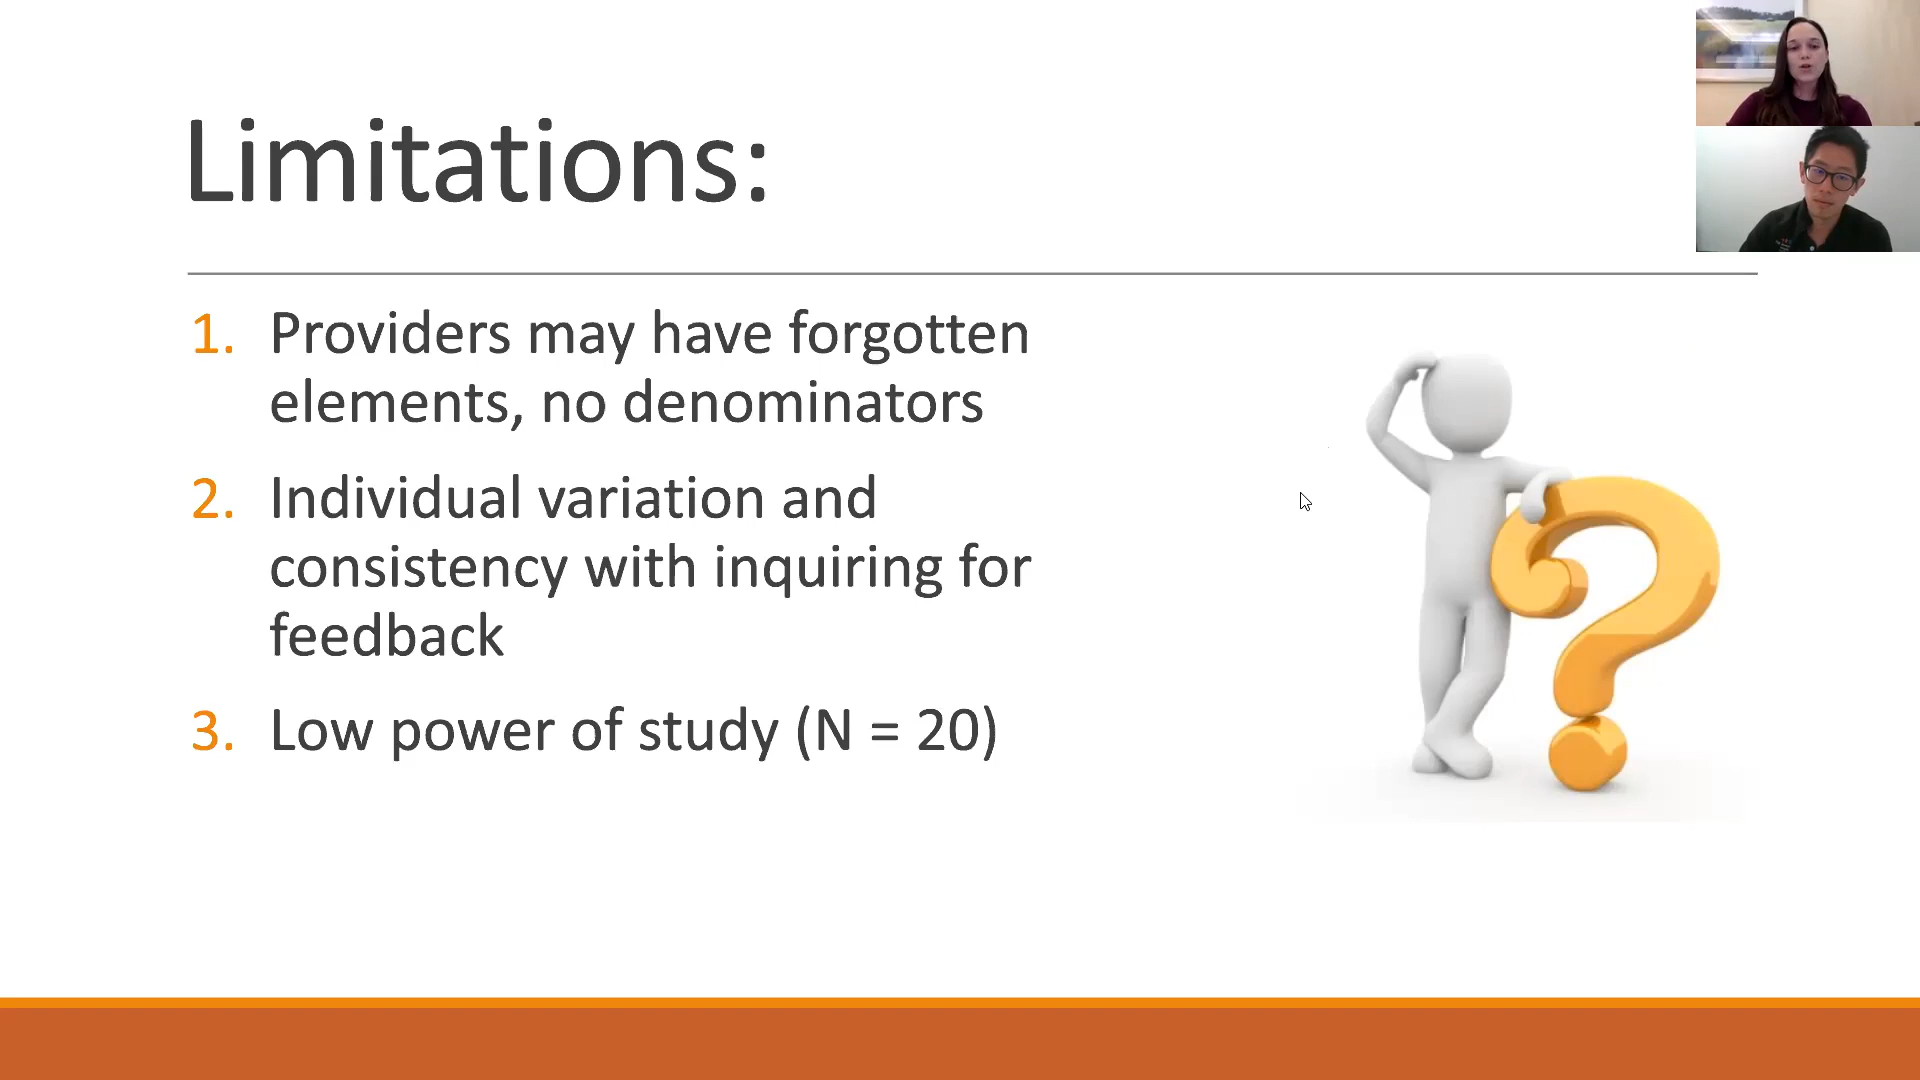 Limitations:
1. Providers may have forgotten
elements, no denominators
2. Individual variation and
consistency with inquiring for
feedback
3. Low power of study (N = 20)